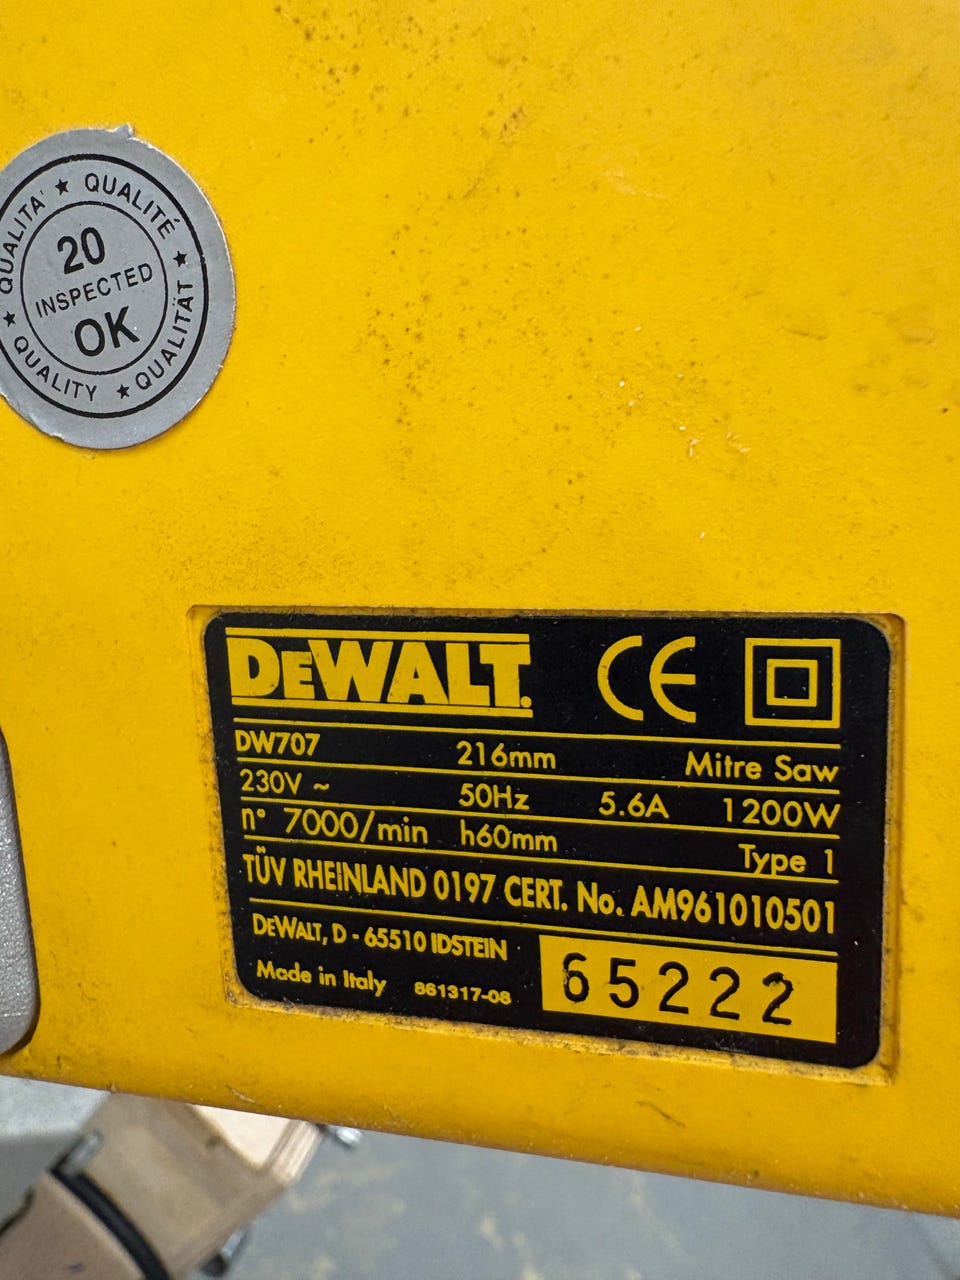 QUALITA' ★ QUALITÉ ★ QUALITÄT ★ QUALITY ★
20
INSPECTED
OK
DEWALT. CE
DW707 216mm Mitre Saw
230V ~ 50Hz 5.6A 1200W
n° 7000/min h60mm Type 1
TÜV RHEINLAND 0197 CERT. No. AM961010501
DEWALT, D - 65510 IDSTEIN
Made in Italy 861317-08 65222